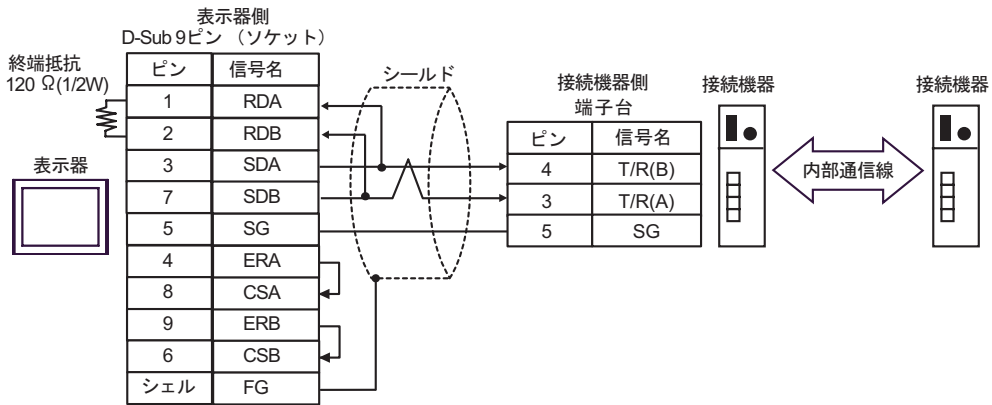 表示器側
D-Sub 9ピン （ソケット）
終端抵抗
120 Ω(1/2W)
ピン 信号名
1 RDA
2 RDB
3 SDA
7 SDB
5 SG
4 ERA
8 CSA
9 ERB
6 CSB
シェル FG
表示器
シールド
接続機器側
端子台
ピン 信号名
4 T/R(B)
3 T/R(A)
5 SG
接続機器
内部通信線
接続機器